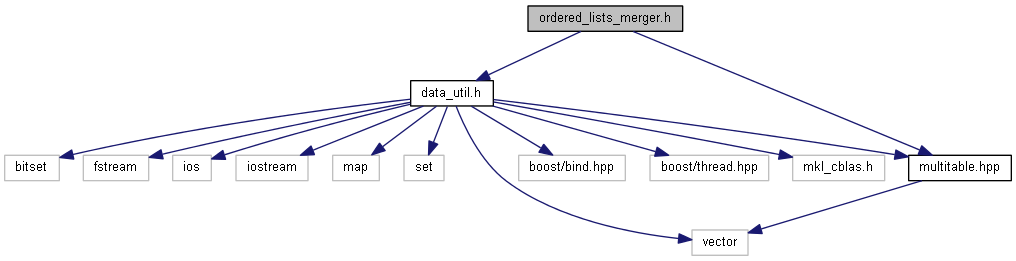 ordered_lists_merger.h
data_util.h
bitset
fstream
ios
iostream
map
set
boost/bind.hpp
boost/thread.hpp
mkl_cblas.h
multitable.hpp
vector